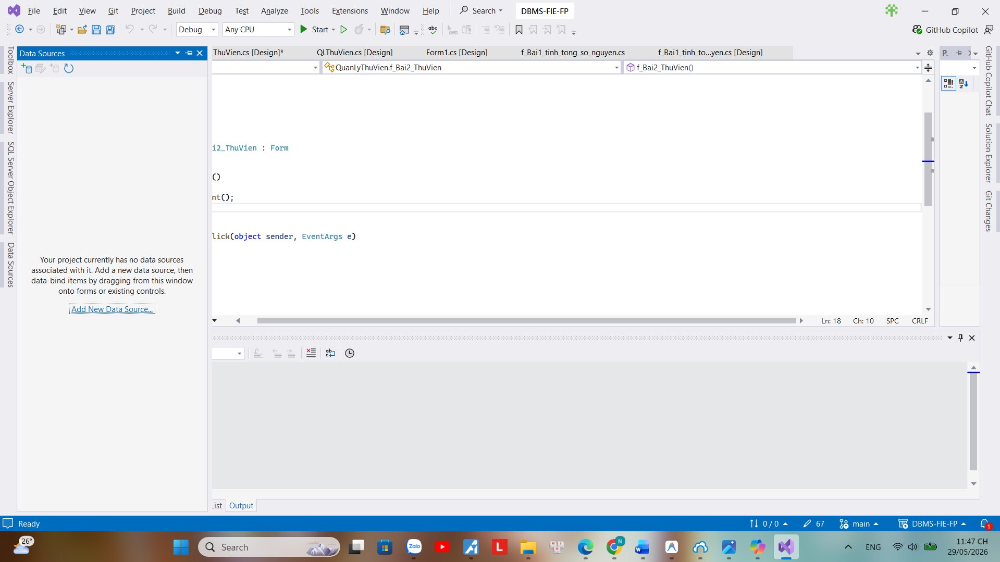 File Edit View Git Project Build Debug Test Analyze Tools Extensions Window Help Search DBMS-FIE-FP
Debug Any CPU Start abc GitHub Copilot
Data Sources
_ThuVien.cs [Design]* QLThuVien.cs [Design] Form1.cs [Design] f_Bai1_tinh_tong_so_nguyen.cs f_Bai1_tinh_to...yen.cs [Design] P.
QuanLyThuVien.f_Bai2_ThuVien f_Bai2_ThuVien()
Toolbox
Server Explorer
SQL Server Object Explorer
Data Sources
i2_ThuVien : Form
()
nt();
lick(object sender, EventArgs e)
Your project currently has no data sources
associated with it. Add a new data source, then
data-bind items by dragging from this window
onto forms or existing controls.
Add New Data Source...
Ln: 18 Ch: 10 SPC CRLF
GitHub Copilot Chat
Solution Explorer
Git Changes
List Output
Ready 0 / 0 67 main DBMS-FIE-FP 1
26° Search Zalo L N W ENG 11:47 CH
29/05/2026